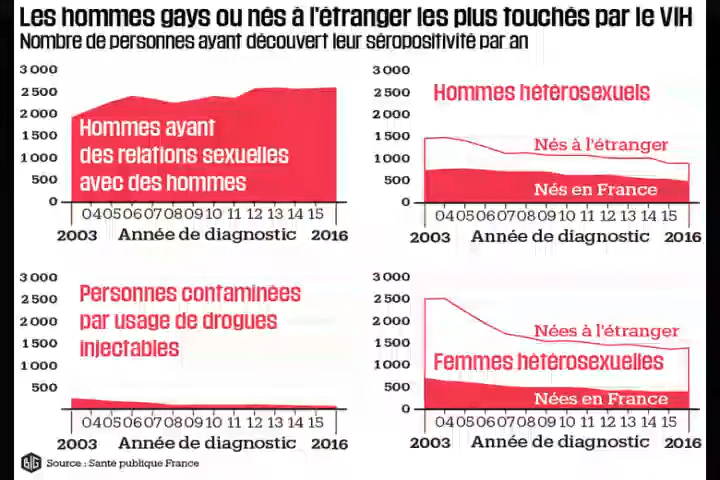 Les hommes gays ou nés à l'étranger les plus touchés par le VIH
Nombre de personnes ayant découvert leur séropositivité par an
3 000
2 500
2 000
1 500
1 000
500
0
Hommes ayant
des relations sexuelles
avec des hommes
04 05 06 07 08 09 10 11 12 13 14 15
2003 Année de diagnostic 2016
3 000
2 500
2 000
1 500
1 000
500
0
Hommes hétérosexuels
Nés à l'étranger
Nés en France
04 05 06 07 08 09 10 11 12 13 14 15
2003 Année de diagnostic 2016
3 000
2 500
2 000
1 500
1 000
500
Personnes contaminées
par usage de drogues
injectables
04 05 06 07 08 09 10 11 12 13 14 15
2003 Année de diagnostic 2016
3 000
2 500
2 000
1 500
1 000
500
0
Nées à l'étranger
Femmes hétérosexuelles
Nées en France
04 05 06 07 08 09 10 11 12 13 14 15
2003 Année de diagnostic 2016
BIG Source : Santé publique France